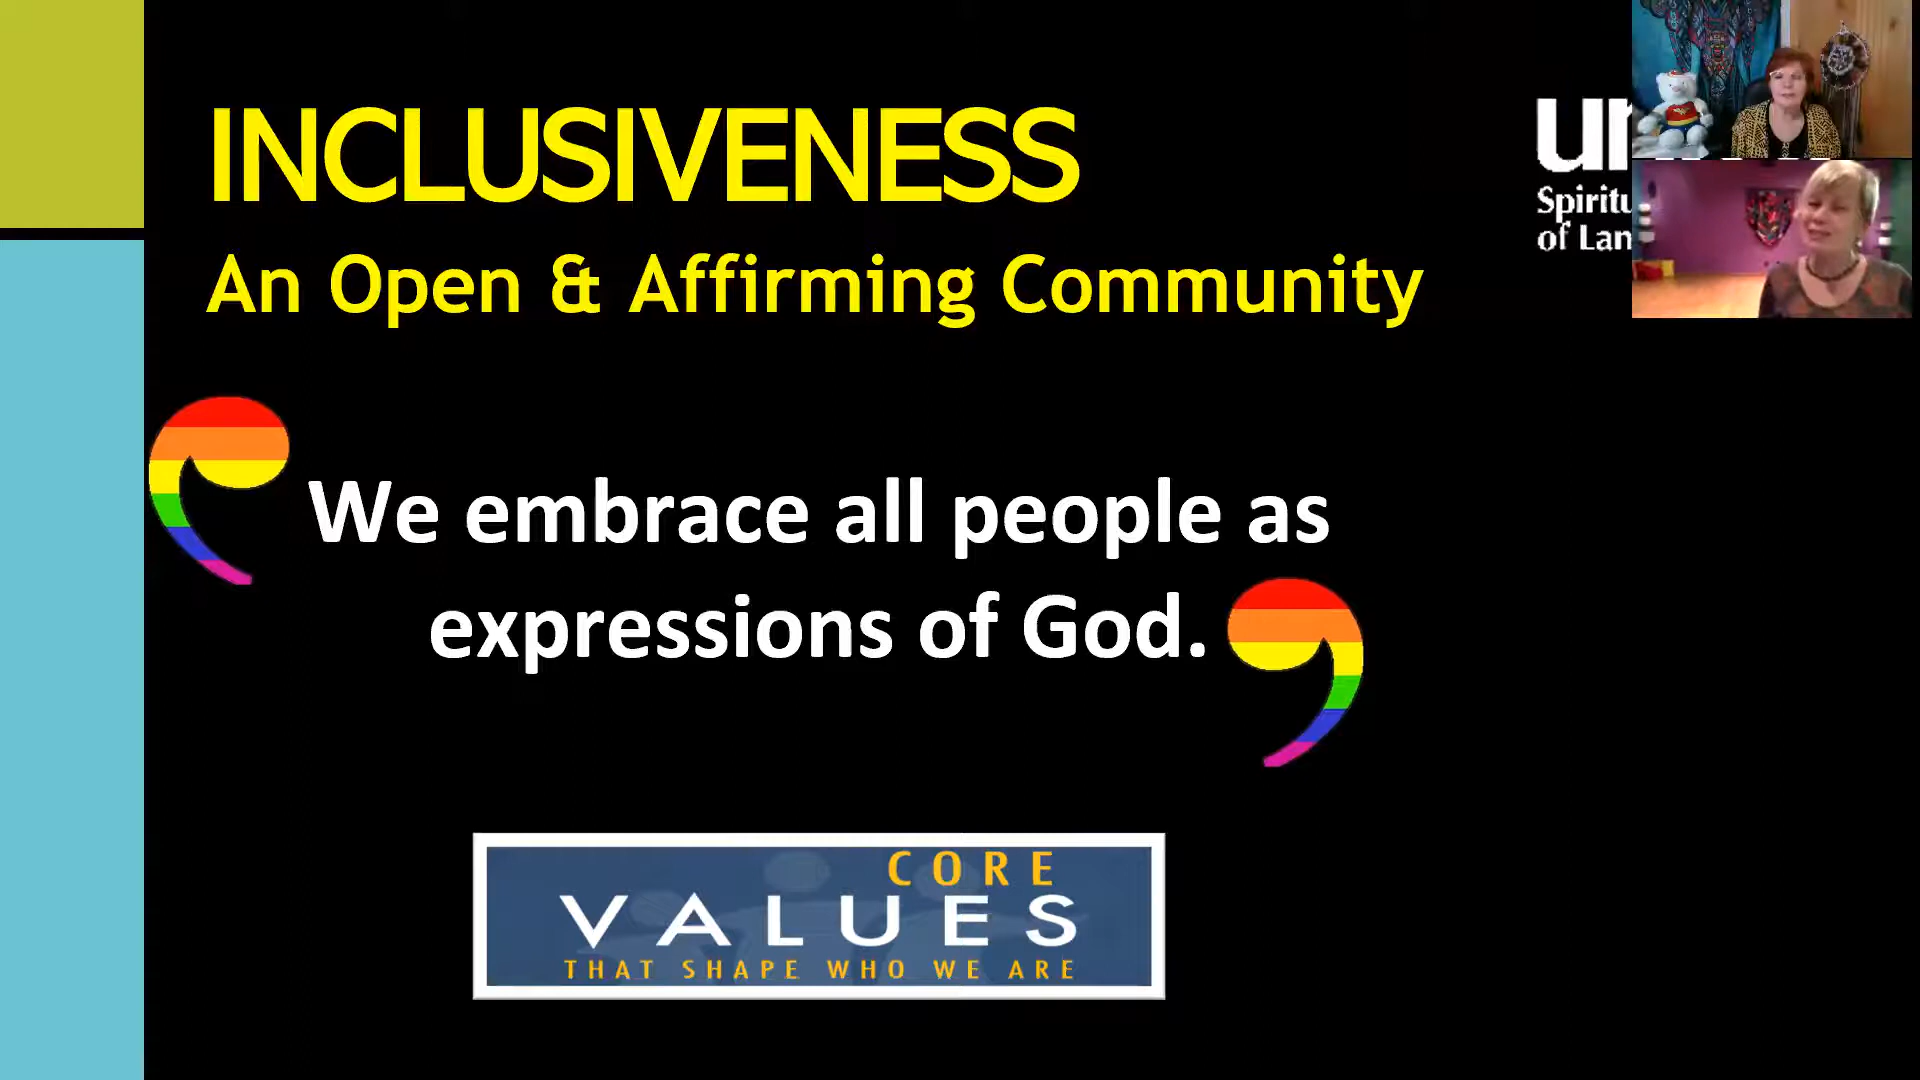 INCLUSIVENESS
An Open & Affirming Community
We embrace all people as
expressions of God.
CORE
VALUES
THAT SHAPE WHO WE ARE
of